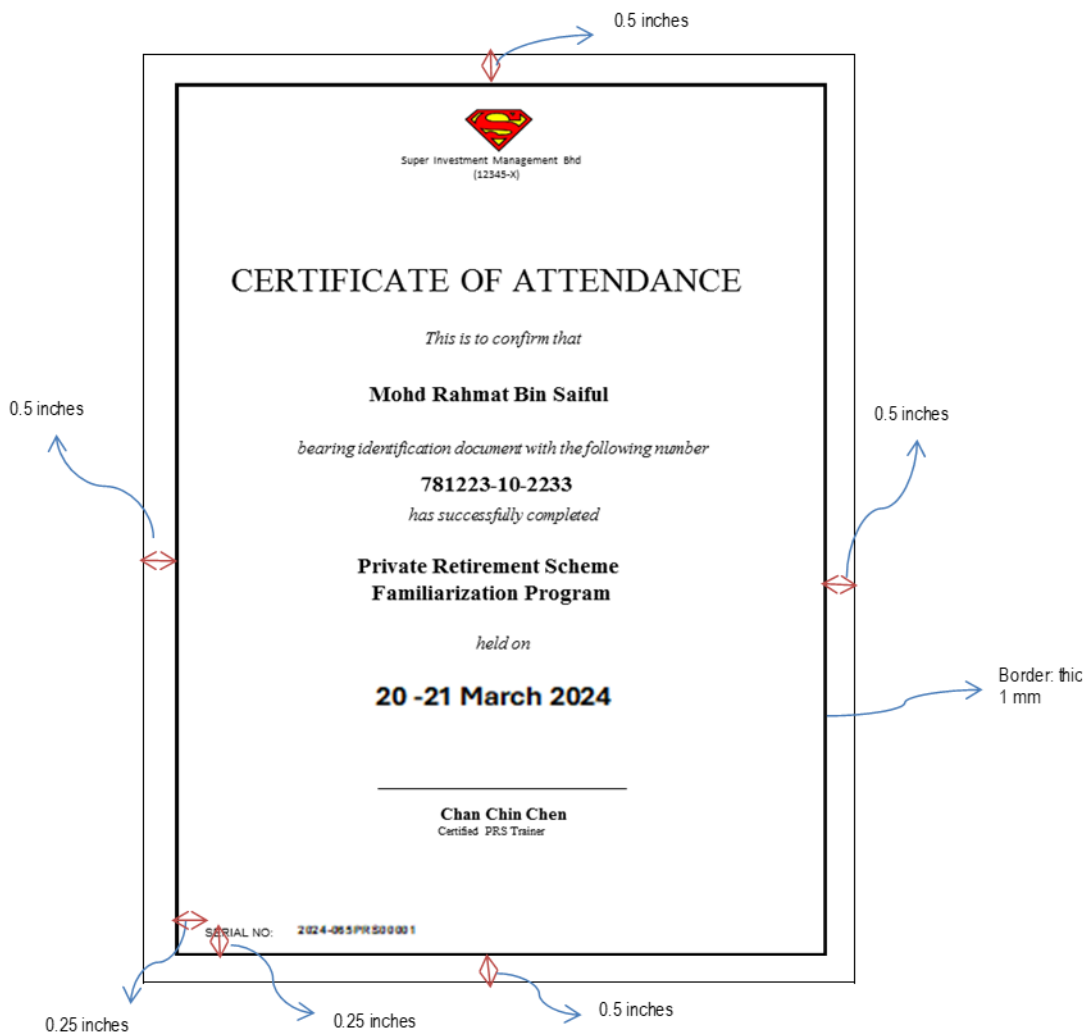 0.5 inches
Super Investment Management Bhd
(12345-X)
CERTIFICATE OF ATTENDANCE
This is to confirm that
Mohd Rahmat Bin Saiful
0.5 inches
0.5 inches
bearing identification document with the following number
781223-10-2233
has successfully completed
Private Retirement Scheme
Familiarization Program
held on
Border: thic
1 mm
20 -21 March 2024
Chan Chin Chen
Certified PRS Trainer
SERIAL NO: 2024-065PRS00001
0.25 inches
0.25 inches
0.5 inches